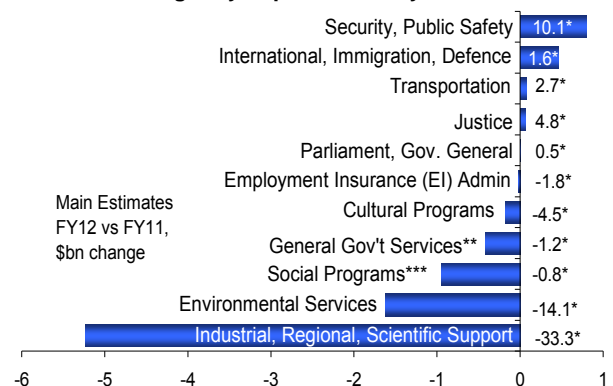 Security, Public Safety 10.1*
International, Immigration, Defence 1.6*
Transportation 2.7*
Justice 4.8*
Parliament, Gov. General 0.5*
Employment Insurance (EI) Admin -1.8*
Main Estimates
FY12 vs FY11,
$bn change
Cultural Programs -4.5*
General Gov't Services** -1.2*
Social Programs*** -0.8*
Environmental Services -14.1*
Industrial, Regional, Scientific Support -33.3*
-6 -5 -4 -3 -2 -1 0 1